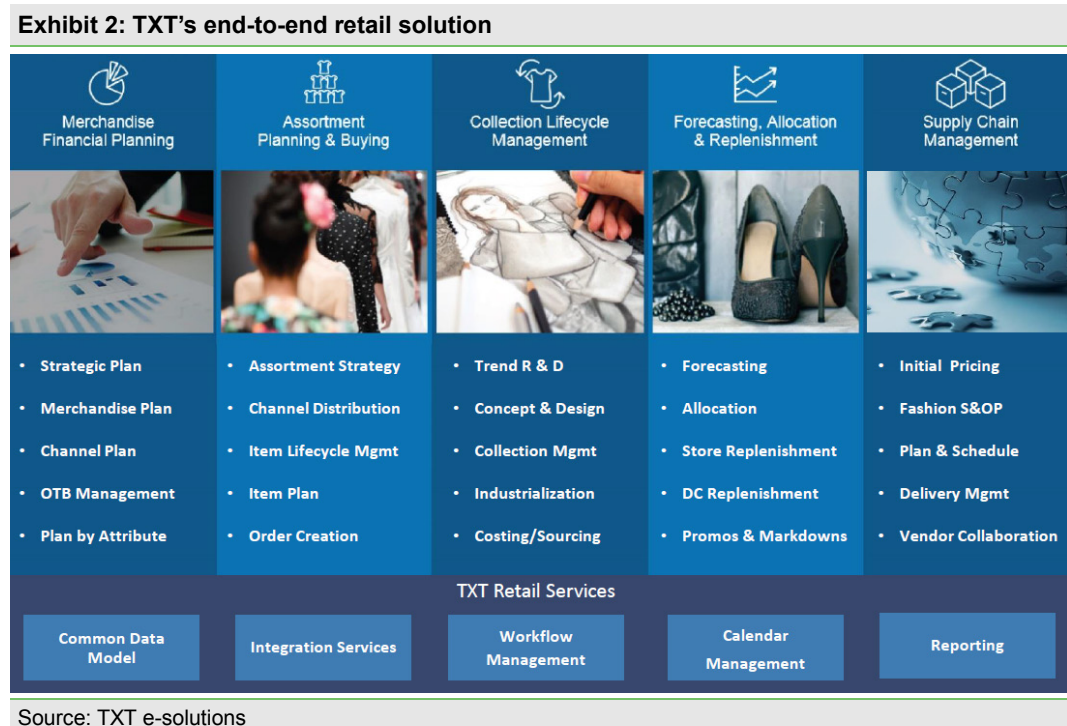 Exhibit 2: TXT’s end-to-end retail solution
Merchandise
Financial Planning
Assortment
Planning & Buying
Collection Lifecycle
Management
Forecasting, Allocation
& Replenishment
Supply Chain
Management
• Strategic Plan
• Merchandise Plan
• Channel Plan
• OTB Management
• Plan by Attribute
• Assortment Strategy
• Channel Distribution
• Item Lifecycle Mgmt
• Item Plan
• Order Creation
• Trend R & D
• Concept & Design
• Collection Mgmt
• Industrialization
• Costing/Sourcing
• Forecasting
• Allocation
• Store Replenishment
• DC Replenishment
• Promos & Markdowns
• Initial Pricing
• Fashion S&OP
• Plan & Schedule
• Delivery Mgmt
• Vendor Collaboration
TXT Retail Services
Common Data
Model
Integration Services
Workflow
Management
Calendar
Management
Reporting
Source: TXT e-solutions